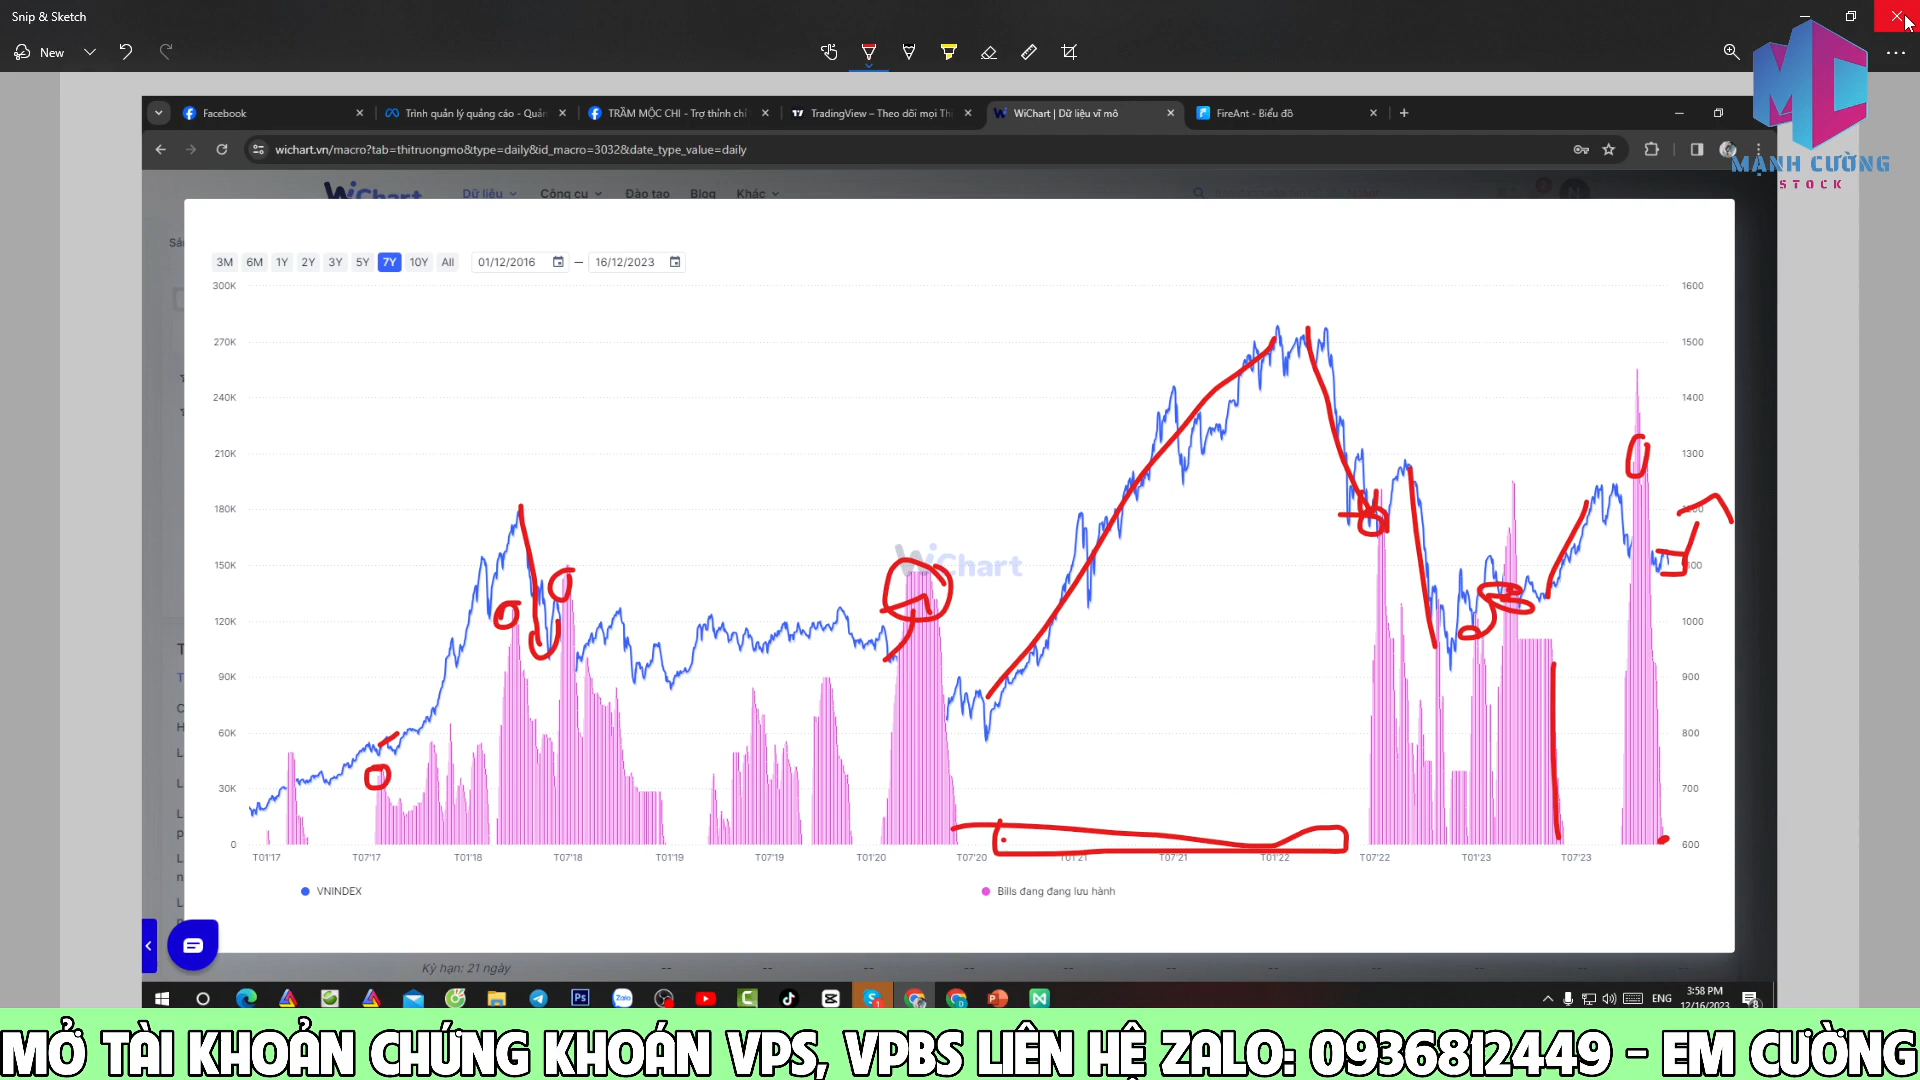 Snip & Sketch
New
Facebook
Trình quản lý quảng cáo - Quản
TRẦM MỘC CHI - Trợ thính chí
TradingView – Theo dõi mọi Th
WiChart | Dữ liệu vĩ mô
FireAnt - Biểu đồ
wichart.vn/macro?tab=thitruongmo&type=daily&id_macro=3032&date_type_value=daily
MẠNH CƯỜNG
STOCK
WiChart
Dữ liệu
Công cụ
Đào tạo
Blog
Khác
3M 6M 1Y 2Y 3Y 5Y 7Y 10Y All 01/12/2016 — 16/12/2023
300K 1600
270K 1500
240K 1400
210K 1300
180K
150K
120K 1000
90K 900
60K 800
30K 700
0 600
WiChart
T01'17 T07'17 T01'18 T07'18 T01'19 T07'19 T01'20 T07'20 T01'21 T07'21 T01'22 T07'22 T01'23 T07'23
VNINDEX
Bills đang đang lưu hành
Kỳ hạn: 21 ngày
ENG
3:58 PM
12/16/2023
MỞ TÀI KHOẢN CHỨNG KHOÁN VPS, VPBS LIÊN HỆ ZALO: 0936812449 - EM CƯỜNG